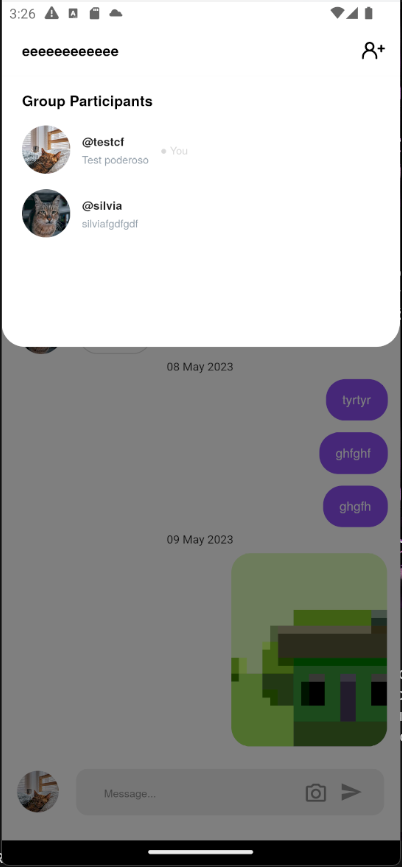 3:26
eeeeeeeeeeee
Group Participants
@testcf
Test poderoso
You
@silvia
silviafgdfgdf
08 May 2023
tyrtyr
ghfghf
ghgfh
09 May 2023
Message...